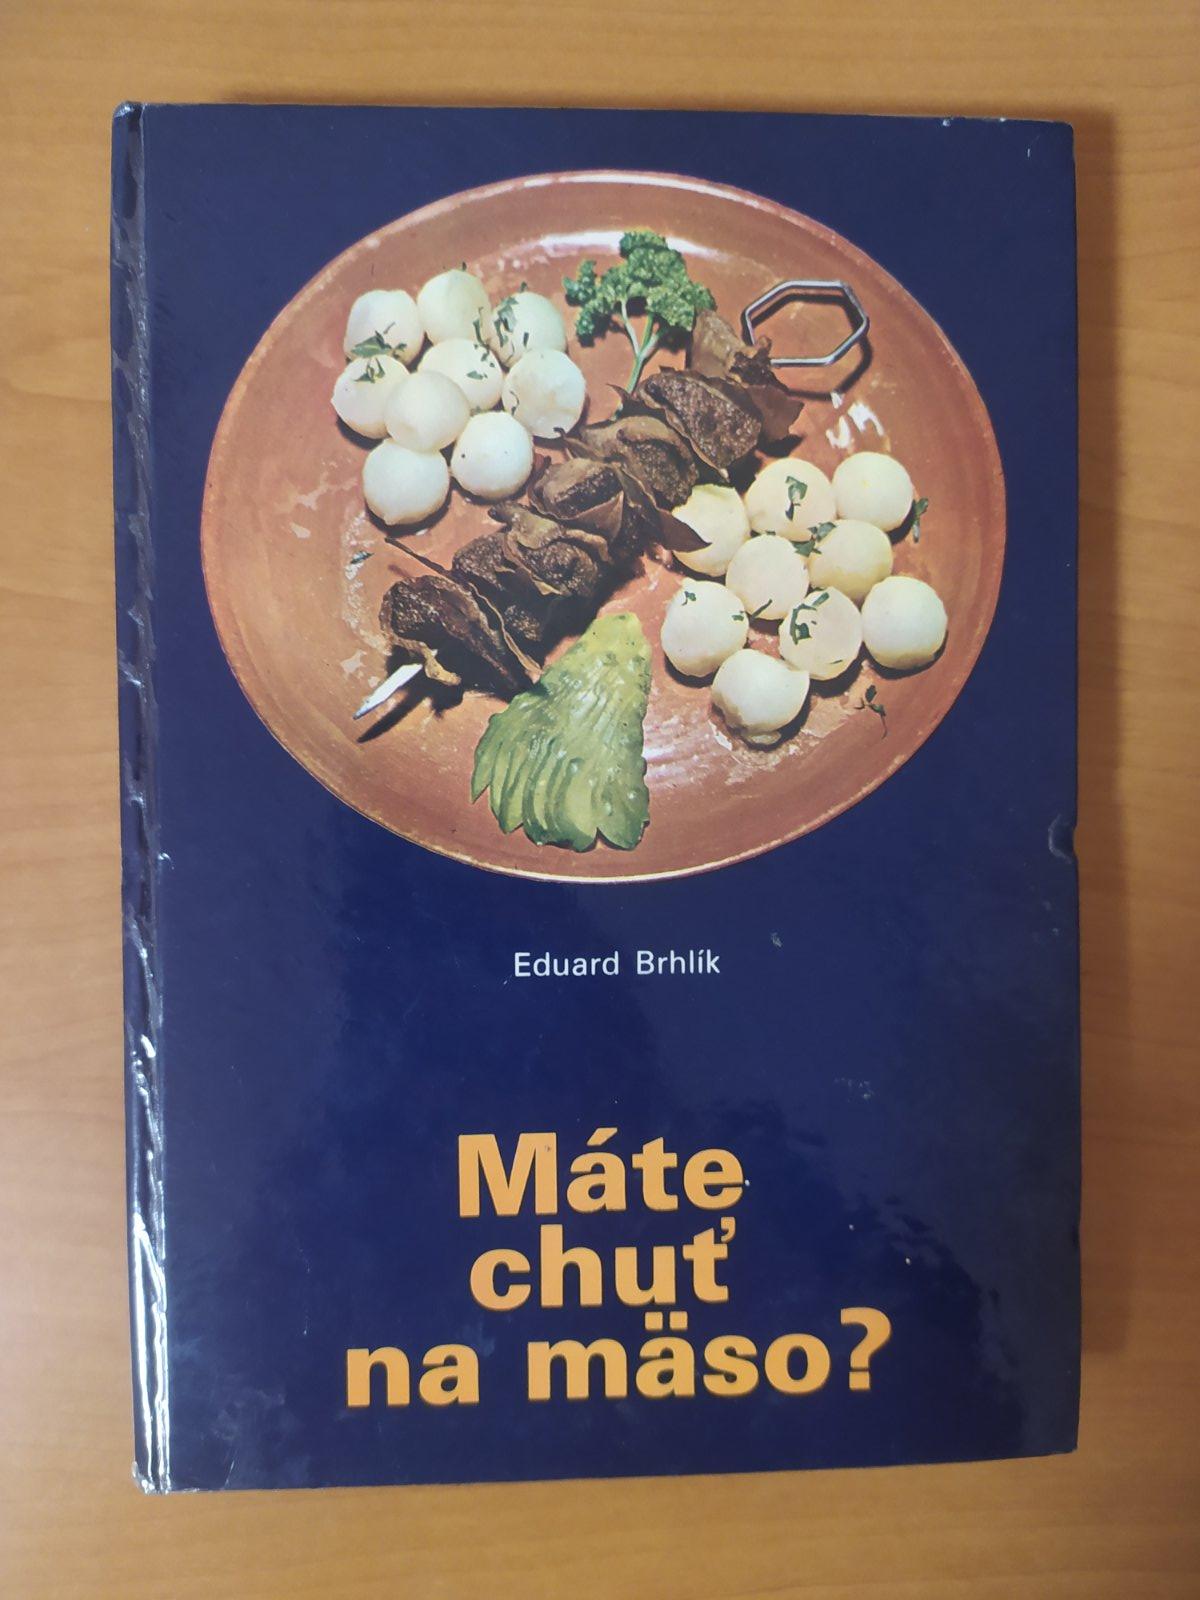 Eduard Brhlík
Máte
chuť
na mäso?